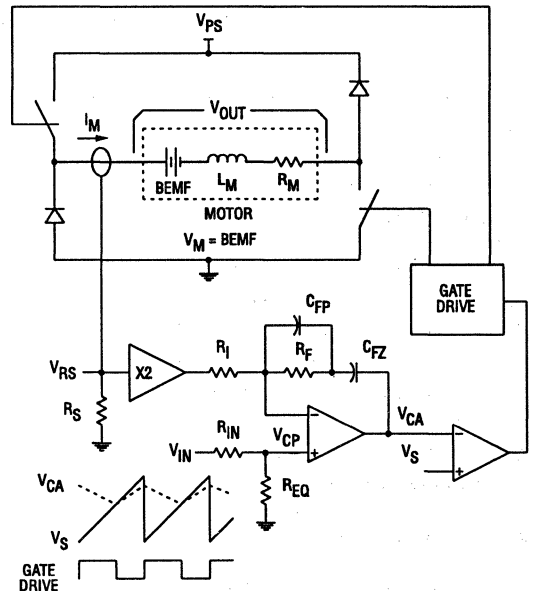 V_PS
V_OUT
I_M
BEMF
L_M
R_M
MOTOR
V_M = BEMF
GATE
DRIVE
C_FP
R_I
R_F
C_FZ
V_RS
X2
R_S
R_IN
V_IN
V_CP
V_CA
V_S
R_EQ
−
+
−
+
V_CA
V_S
GATE
DRIVE